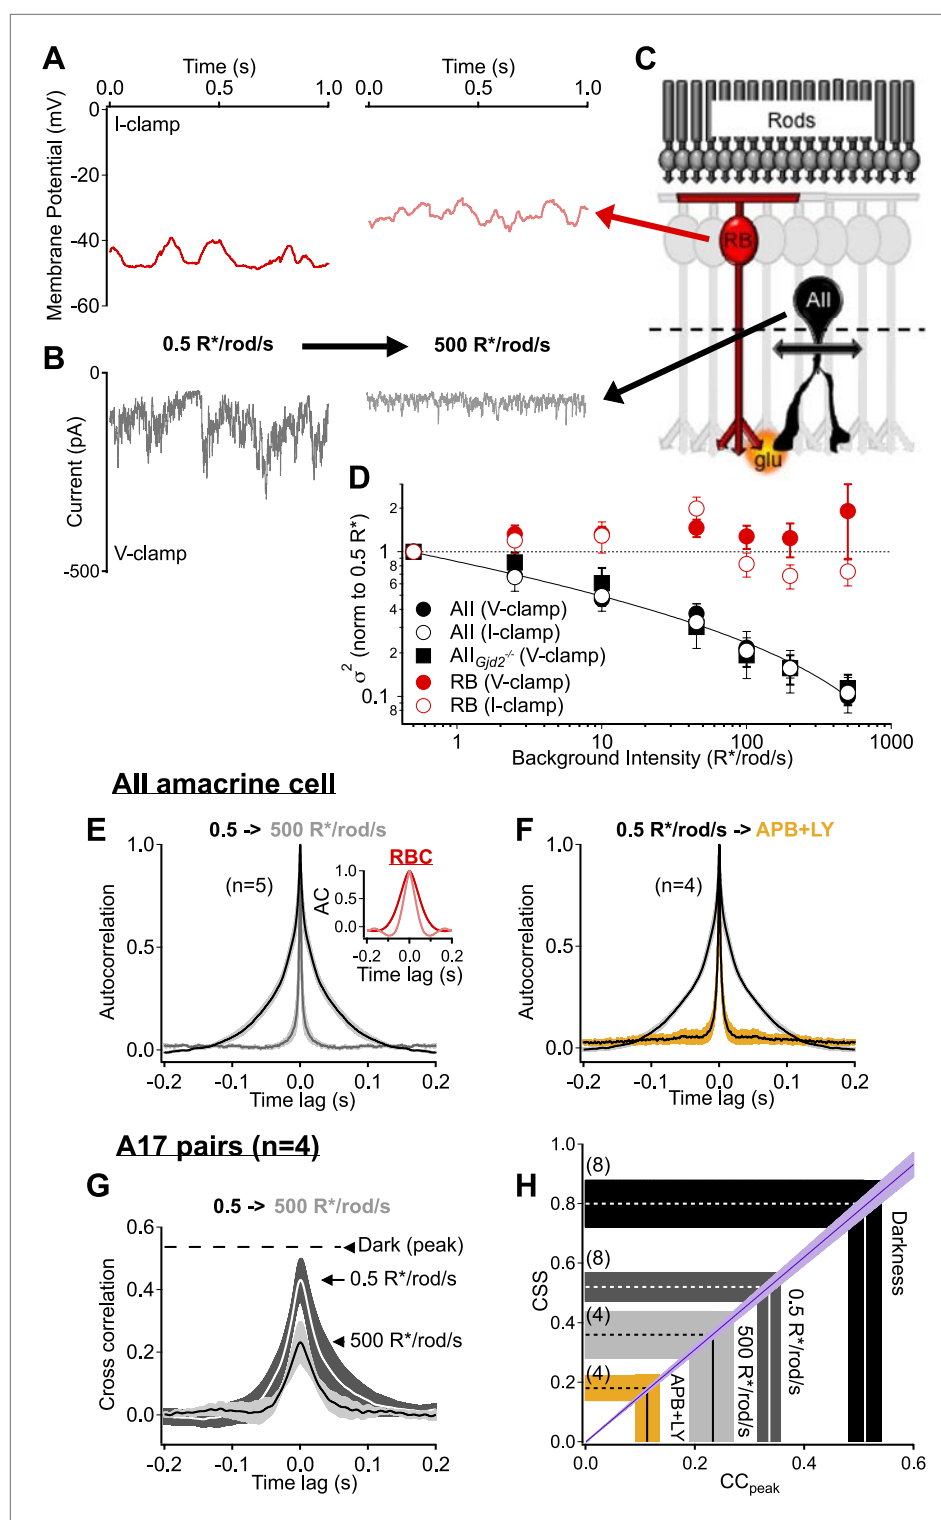 A
Time (s)
0.0
0.5
1.0
Time (s)
0.0
0.5
1.0
0
-20
-40
-60
Membrane Potential (mV)
I-clamp
C
Rods
RB
AII
glu
B
0.5 R*/rod/s
500 R*/rod/s
0
-500
Current (pA)
V-clamp
D
σ² (norm to 0.5 R*)
2
1
8
6
4
2
0.1
8
AII (V-clamp)
AII (I-clamp)
AII Gjd2-/- (V-clamp)
RB (V-clamp)
RB (I-clamp)
1
10
100
1000
Background Intensity (R*/rod/s)
AII amacrine cell
E
0.5 -> 500 R*/rod/s
1.0
0.5
0.0
Autocorrelation
(n=5)
RBC
AC
1.0
0.5
0.0
-0.2
0.0
0.2
Time lag (s)
-0.2
-0.1
0.0
0.1
0.2
Time lag (s)
F
0.5 R*/rod/s -> APB+LY
1.0
0.5
0.0
Autocorrelation
(n=4)
-0.2
-0.1
0.0
0.1
0.2
Time lag (s)
A17 pairs (n=4)
G
0.5 -> 500 R*/rod/s
0.6
0.4
0.2
0.0
Cross correlation
Dark (peak)
0.5 R*/rod/s
500 R*/rod/s
-0.2
-0.1
0.0
0.1
0.2
Time lag (s)
H
1.0
0.8
0.6
0.4
0.2
0.0
CSS
(8)
(8)
(4)
(4)
APB+LY
500 R*/rod/s
0.5 R*/rod/s
Darkness
0.0
0.2
0.4
0.6
CCpeak